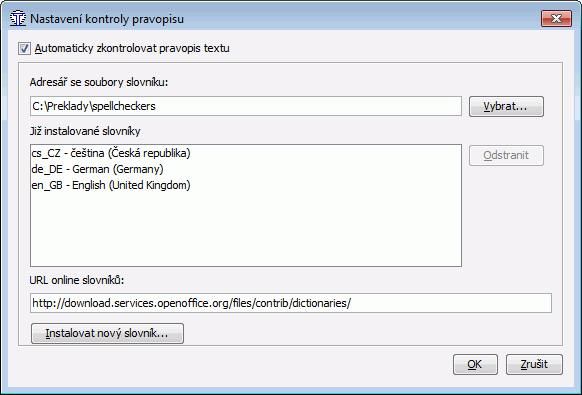 Nastavení kontroly pravopisu
Automaticky zkontrolovat pravopis textu
Adresář se soubory slovníku:
C:\Preklady\spellcheckers
Vybrat...
Již instalované slovníky
cs_CZ - čeština (Česká republika)
de_DE - German (Germany)
en_GB - English (United Kingdom)
Odstranit
URL online slovníků:
http://download.services.openoffice.org/files/contrib/dictionaries/
Instalovat nový slovník...
OK
Zrušit